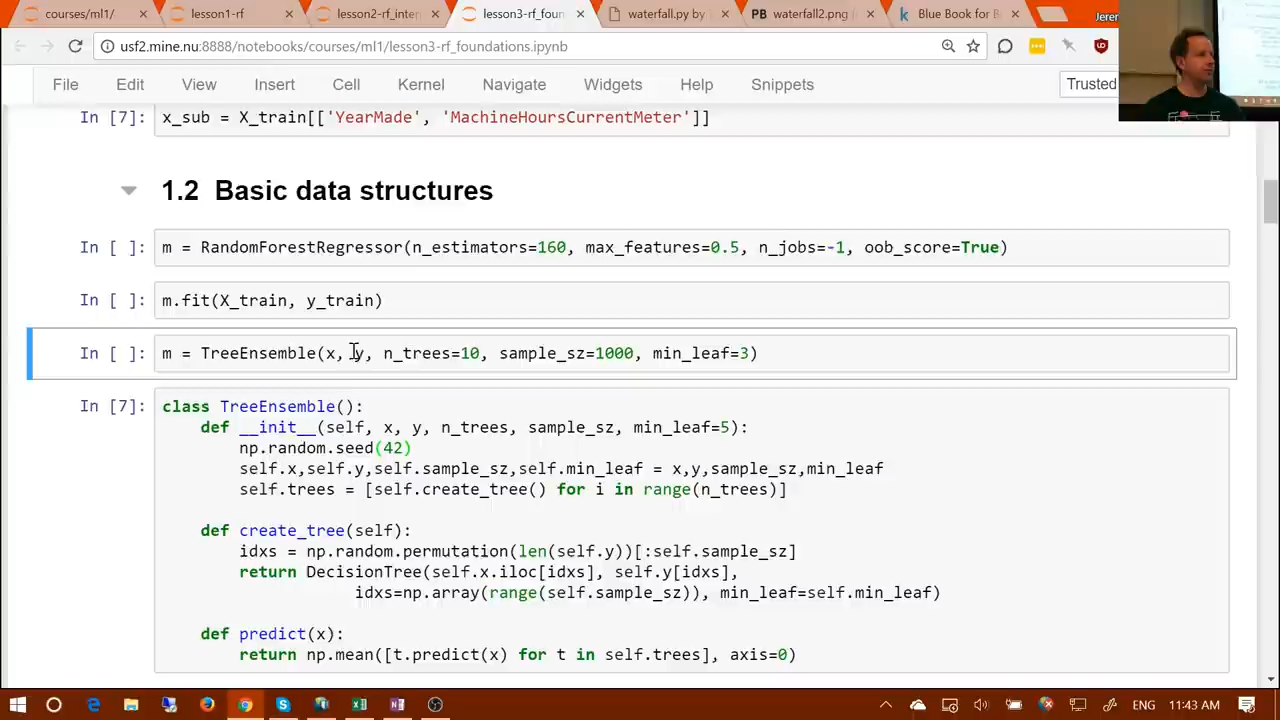 courses/ml1/
lesson1-rf
lesson2-rf_inter
lesson3-rf_fou
waterfall.py by
PB waterfall2.png
k Blue Book for B
Jerem
usf2.mine.nu:8888/notebooks/courses/ml1/lesson3-rf_foundations.ipynb
File Edit View Insert Cell Kernel Navigate Widgets Help Snippets Trusted
In [7]: x_sub = X_train[['YearMade', 'MachineHoursCurrentMeter']]
1.2 Basic data structures
In [ ]: m = RandomForestRegressor(n_estimators=160, max_features=0.5, n_jobs=-1, oob_score=True)
In [ ]: m.fit(X_train, y_train)
In [ ]: m = TreeEnsemble(x, y, n_trees=10, sample_sz=1000, min_leaf=3)
In [7]: class TreeEnsemble():
def __init__(self, x, y, n_trees, sample_sz, min_leaf=5):
np.random.seed(42)
self.x,self.y,self.sample_sz,self.min_leaf = x,y,sample_sz,min_leaf
self.trees = [self.create_tree() for i in range(n_trees)]
def create_tree(self):
idxs = np.random.permutation(len(self.y))[:self.sample_sz]
return DecisionTree(self.x.iloc[idxs], self.y[idxs],
idxs=np.array(range(self.sample_sz)), min_leaf=self.min_leaf)
def predict(x):
return np.mean([t.predict(x) for t in self.trees], axis=0)
ENG 11:43 AM